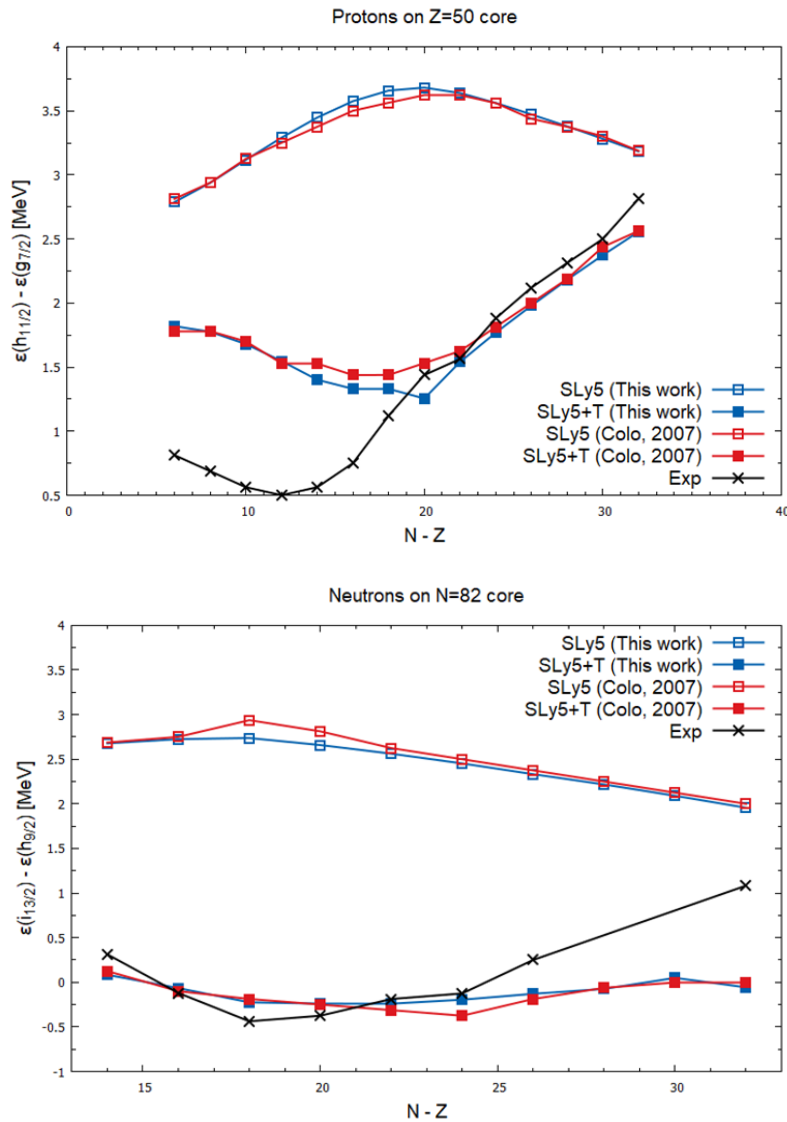 Protons on Z=50 core
4
3.5
3
2.5
2
1.5
1
0.5
ε(h11/2) - ε(g7/2) [MeV]
SLy5 (This work)
SLy5+T (This work)
SLy5 (Colo, 2007)
SLy5+T (Colo, 2007)
Exp
0 10 20 30 40
N - Z
Neutrons on N=82 core
4
3.5
3
2.5
2
1.5
1
0.5
0
-0.5
-1
ε(i13/2) - ε(h9/2) [MeV]
SLy5 (This work)
SLy5+T (This work)
SLy5 (Colo, 2007)
SLy5+T (Colo, 2007)
Exp
15 20 25 30
N - Z